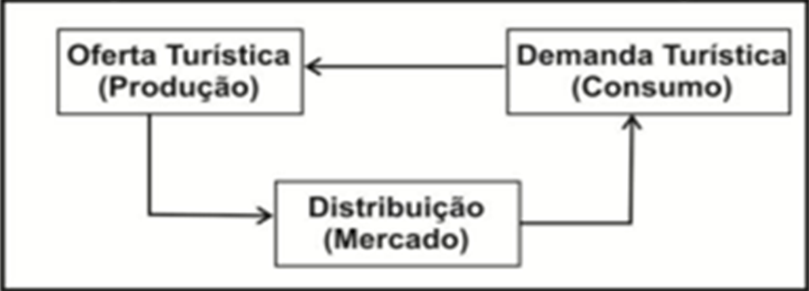 Oferta Turística
(Produção)
Demanda Turística
(Consumo)
Distribuição
(Mercado)